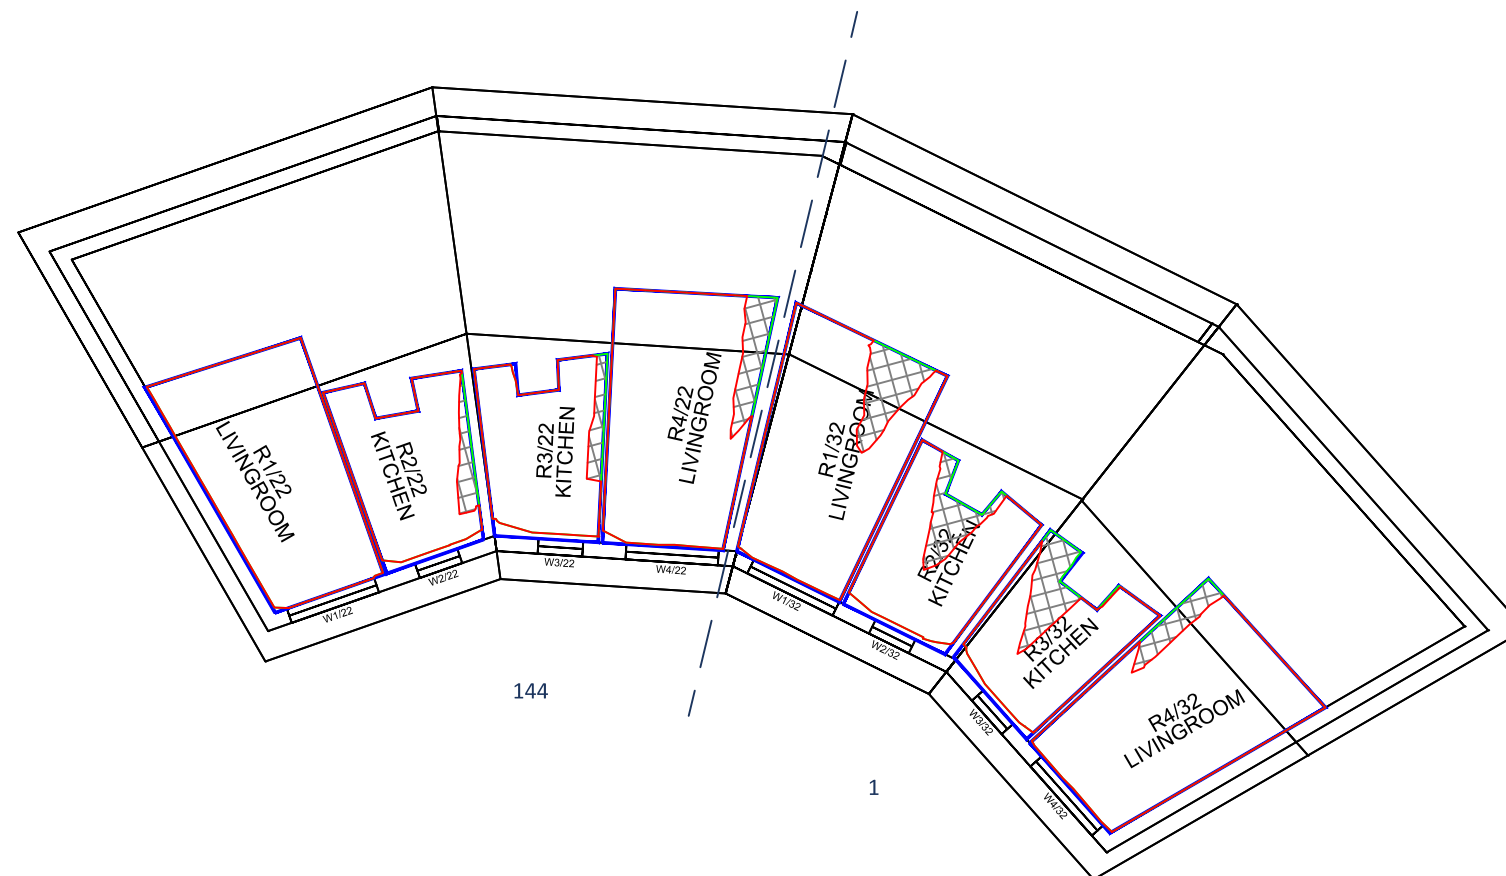 R1/22
LIVINGROOM
R2/22
KITCHEN
R3/22
KITCHEN
R4/22
LIVINGROOM
R1/32
LIVINGROOM
R2/32
KITCHEN
R3/32
KITCHEN
R4/32
LIVINGROOM
W1/22
W2/22
W3/22
W4/22
W1/32
W2/32
W3/32
W4/32
144
1